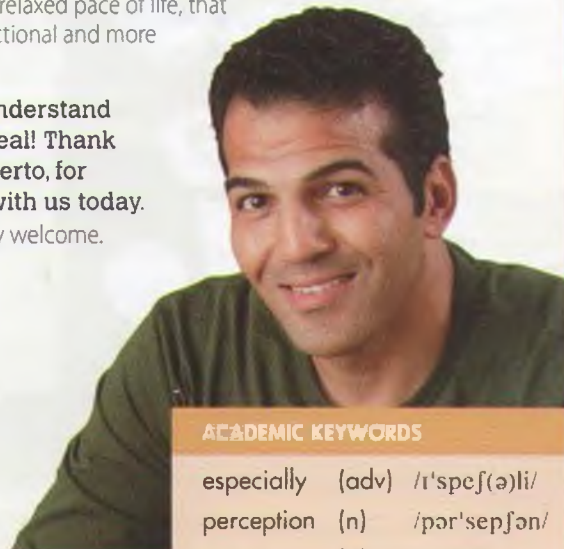 relaxed pace of life, that
ctional and more
nderstand
eal! Thank
erto, for
with us today.
y welcome.
ACADEMIC KEYWORDS
especially (adv) /ɪˈspeʃ(ə)li/
perception (n) /pərˈsepʃən/